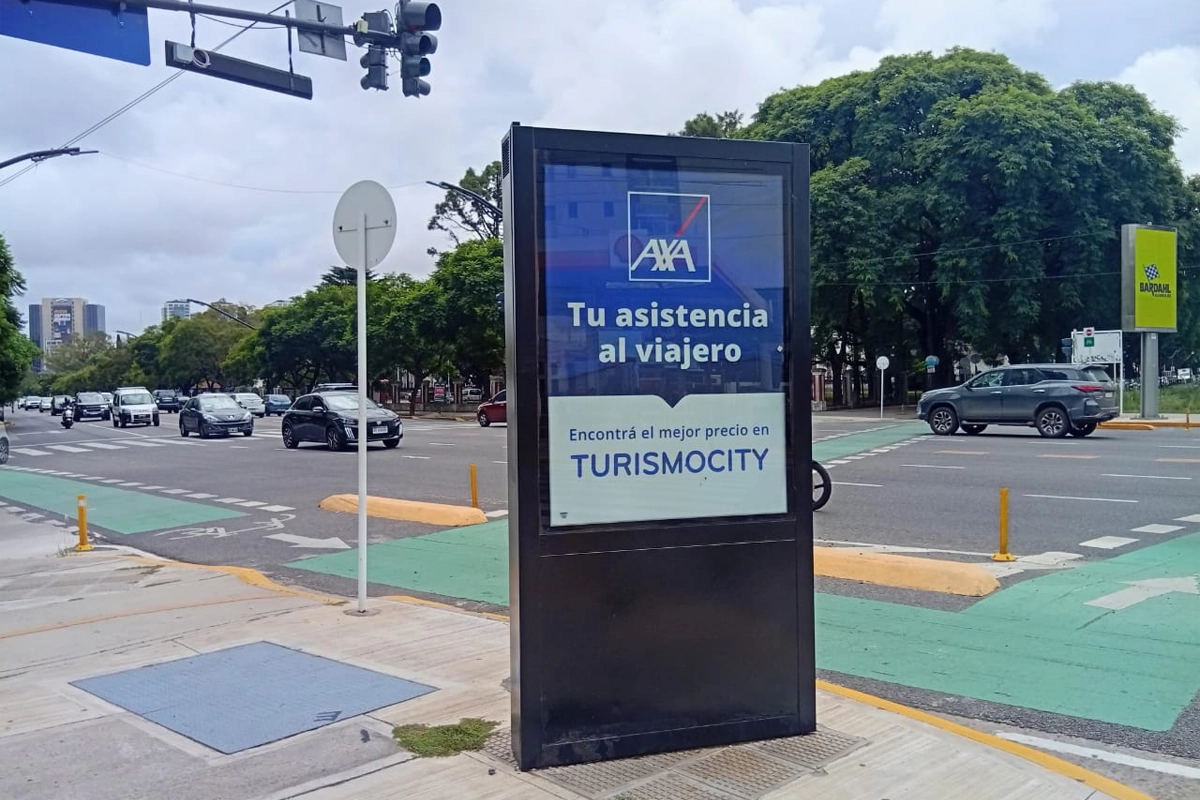 AXA
Tu asistencia
al viajero
Encontrá el mejor precio en
TURISMOCITY
BARDAHL